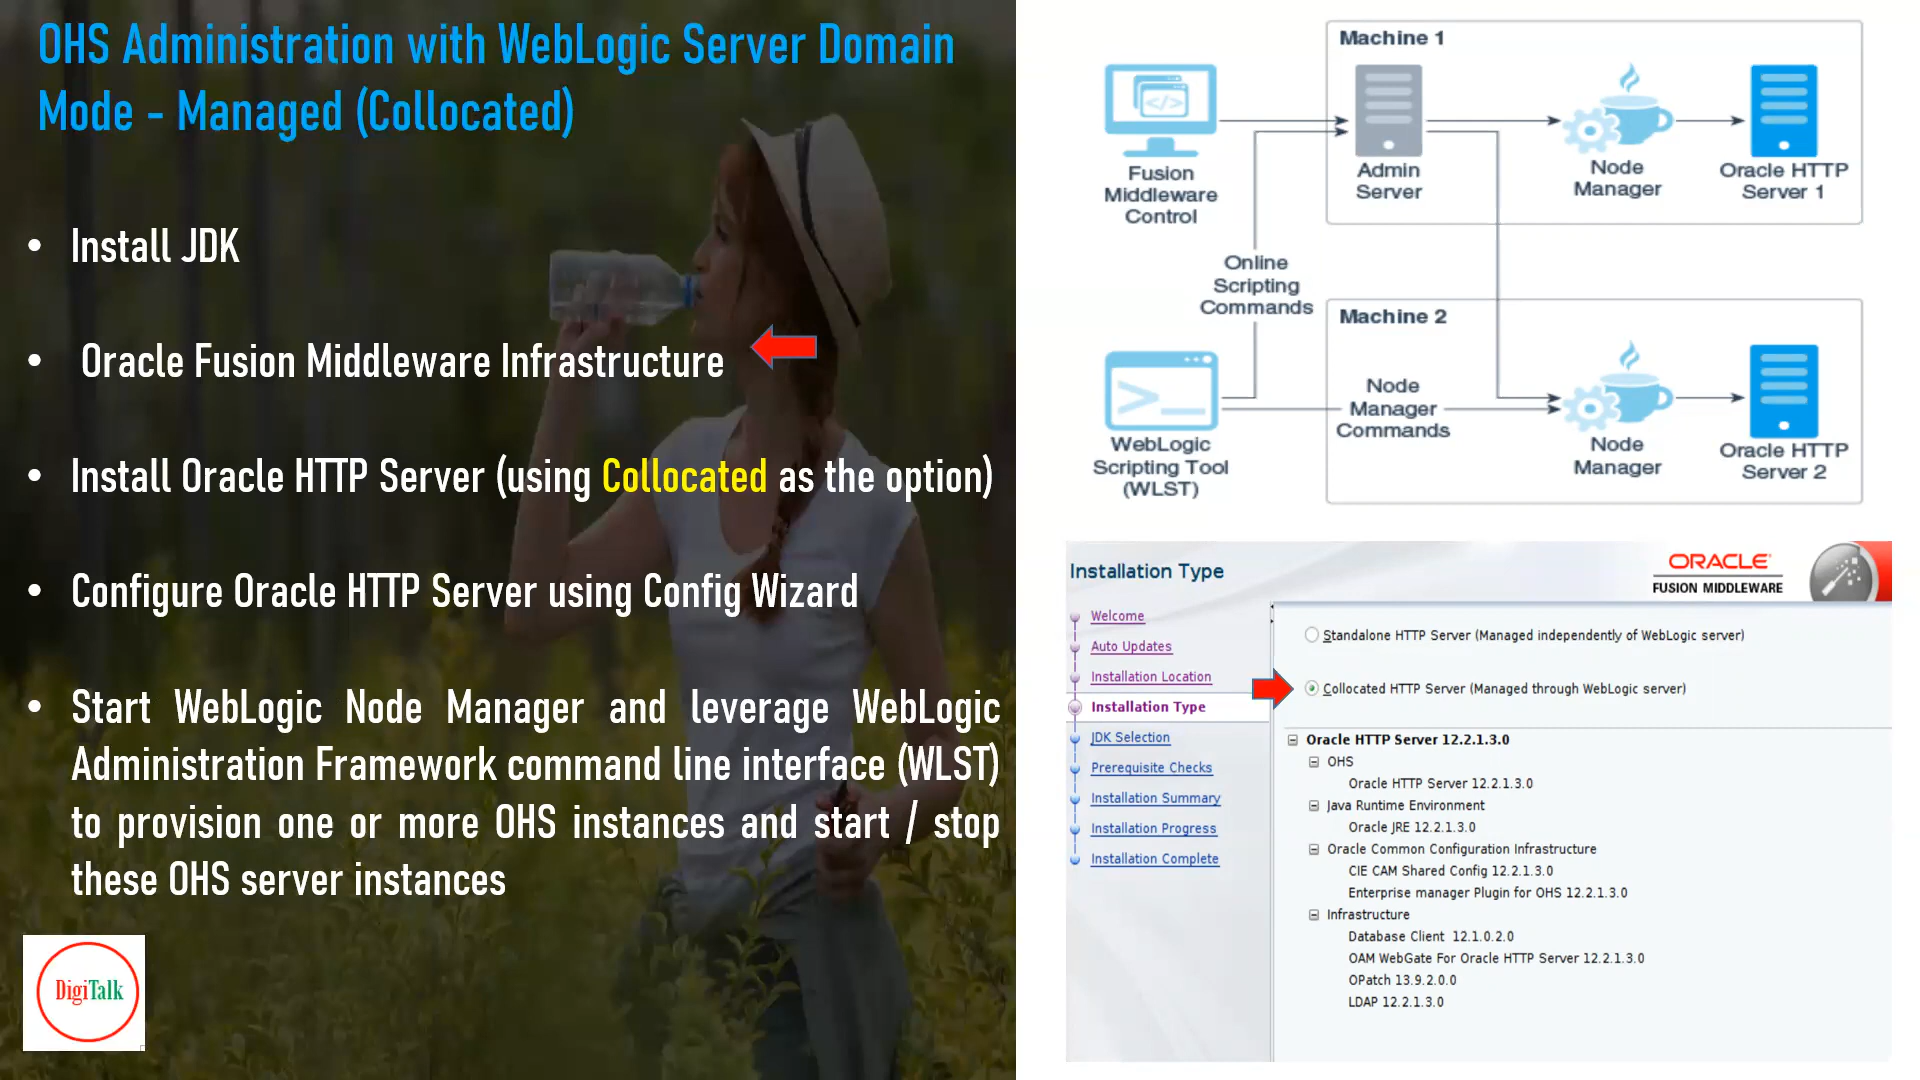 OHS Administration with WebLogic Server Domain
Mode - Managed (Collocated)
• Install JDK
• Oracle Fusion Middleware Infrastructure
• Install Oracle HTTP Server (using Collocated as the option)
• Configure Oracle HTTP Server using Config Wizard
• Start WebLogic Node Manager and leverage WebLogic
Administration Framework command line interface (WLST)
to provision one or more OHS instances and start / stop
these OHS server instances
DigiTalk
Machine 1
Fusion
Middleware
Control
Admin
Server
Node
Manager
Oracle HTTP
Server 1
Online
Scripting
Commands
Machine 2
WebLogic
Scripting Tool
(WLST)
Node
Manager
Commands
Node
Manager
Oracle HTTP
Server 2
Installation Type
ORACLE
FUSION MIDDLEWARE
Welcome
Auto Updates
Installation Location
Installation Type
JDK Selection
Prerequisite Checks
Installation Summary
Installation Progress
Installation Complete
Standalone HTTP Server (Managed independently of WebLogic server)
Collocated HTTP Server (Managed through WebLogic server)
Oracle HTTP Server 12.2.1.3.0
OHS
Oracle HTTP Server 12.2.1.3.0
Java Runtime Environment
Oracle JRE 12.2.1.3.0
Oracle Common Configuration Infrastructure
CIE CAM Shared Config 12.2.1.3.0
Enterprise manager Plugin for OHS 12.2.1.3.0
Infrastructure
Database Client 12.1.0.2.0
OAM WebGate For Oracle HTTP Server 12.2.1.3.0
OPatch 13.9.2.0.0
LDAP 12.2.1.3.0